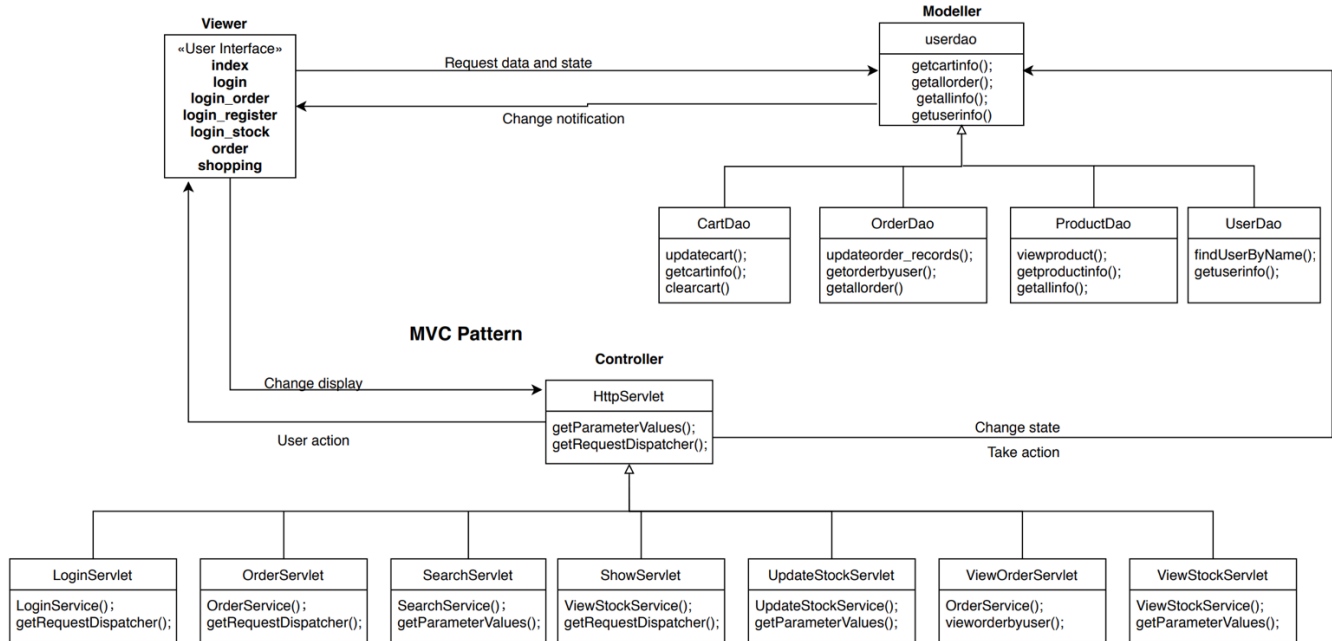 Viewer
«User Interface»
index
login
login_order
login_register
login_stock
order
shopping
Request data and state
Change notification
Modeller
userdao
getcartinfo();
getallorder();
getallinfo();
getuserinfo()
CartDao
updatecart();
getcartinfo();
clearcart()
OrderDao
updateorder_records();
getorderbyuser();
getallorder()
ProductDao
viewproduct();
getproductinfo();
getallinfo();
UserDao
findUserByName();
getuserinfo();
MVC Pattern
Controller
HttpServlet
getParameterValues();
getRequestDispatcher();
Change display
User action
Change state
Take action
LoginServlet
LoginService();
getRequestDispatcher();
OrderServlet
OrderService();
getRequestDispatcher();
SearchServlet
SearchService();
getParameterValues();
ShowServlet
ViewStockService();
getRequestDispatcher();
UpdateStockServlet
UpdateStockService();
getParameterValues();
ViewOrderServlet
OrderService();
vieworderbyuser();
ViewStockServlet
ViewStockService();
getParameterValues();